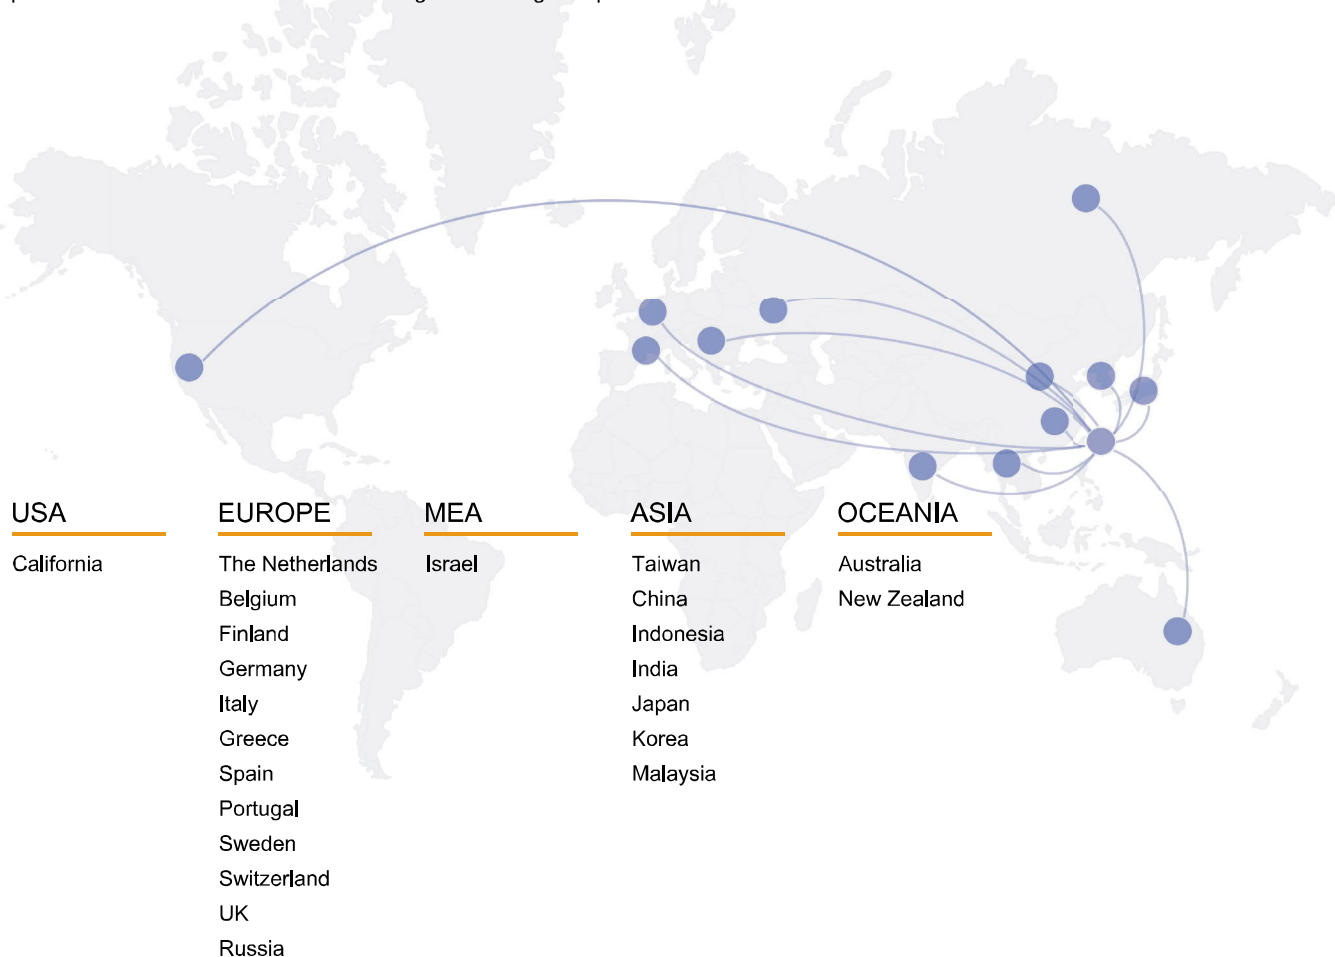 USA
California
EUROPE
The Netherlands
Belgium
Finland
Germany
Italy
Greece
Spain
Portugal
Sweden
Switzerland
UK
Russia
MEA
Israel
ASIA
Taiwan
China
Indonesia
India
Japan
Korea
Malaysia
OCEANIA
Australia
New Zealand